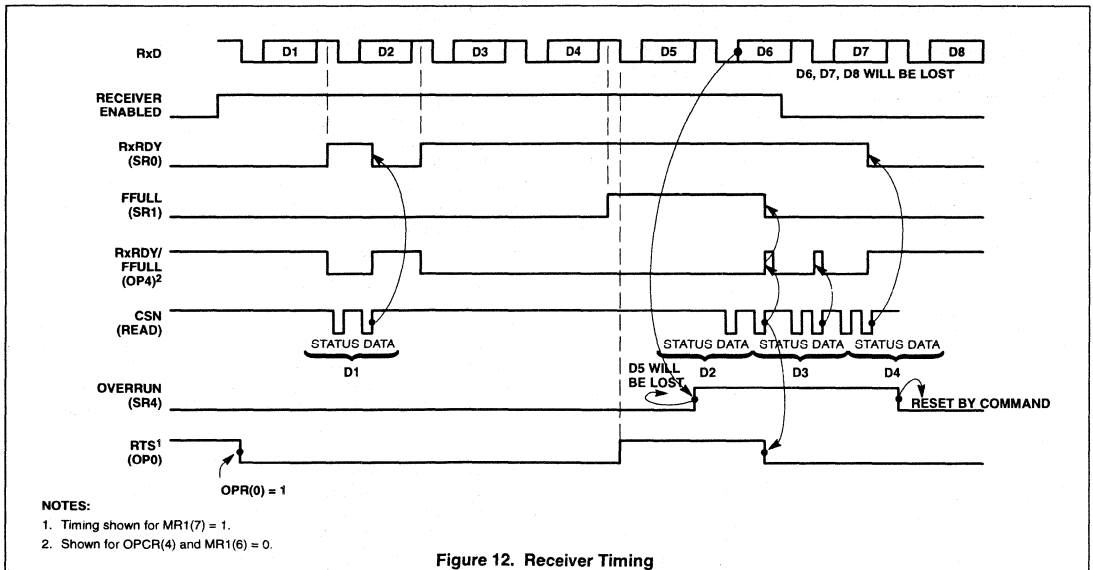 RxD
D1 D2 D3 D4 D5 D6 D7 D8
D6, D7, D8 WILL BE LOST
RECEIVER
ENABLED
RxRDY
(SR0)
FFULL
(SR1)
RxRDY/
FFULL
(OP4)²
CSN
(READ)
STATUS DATA
D1
STATUS DATA
D2
STATUS DATA
D3
STATUS DATA
D4
D5 WILL
BE LOST
OVERRUN
(SR4)
RESET BY COMMAND
RTS¹
(OP0)
OPR(0) = 1
NOTES:
1. Timing shown for MR1(7) = 1.
2. Shown for OPCR(4) and MR1(6) = 0.
Figure 12. Receiver Timing